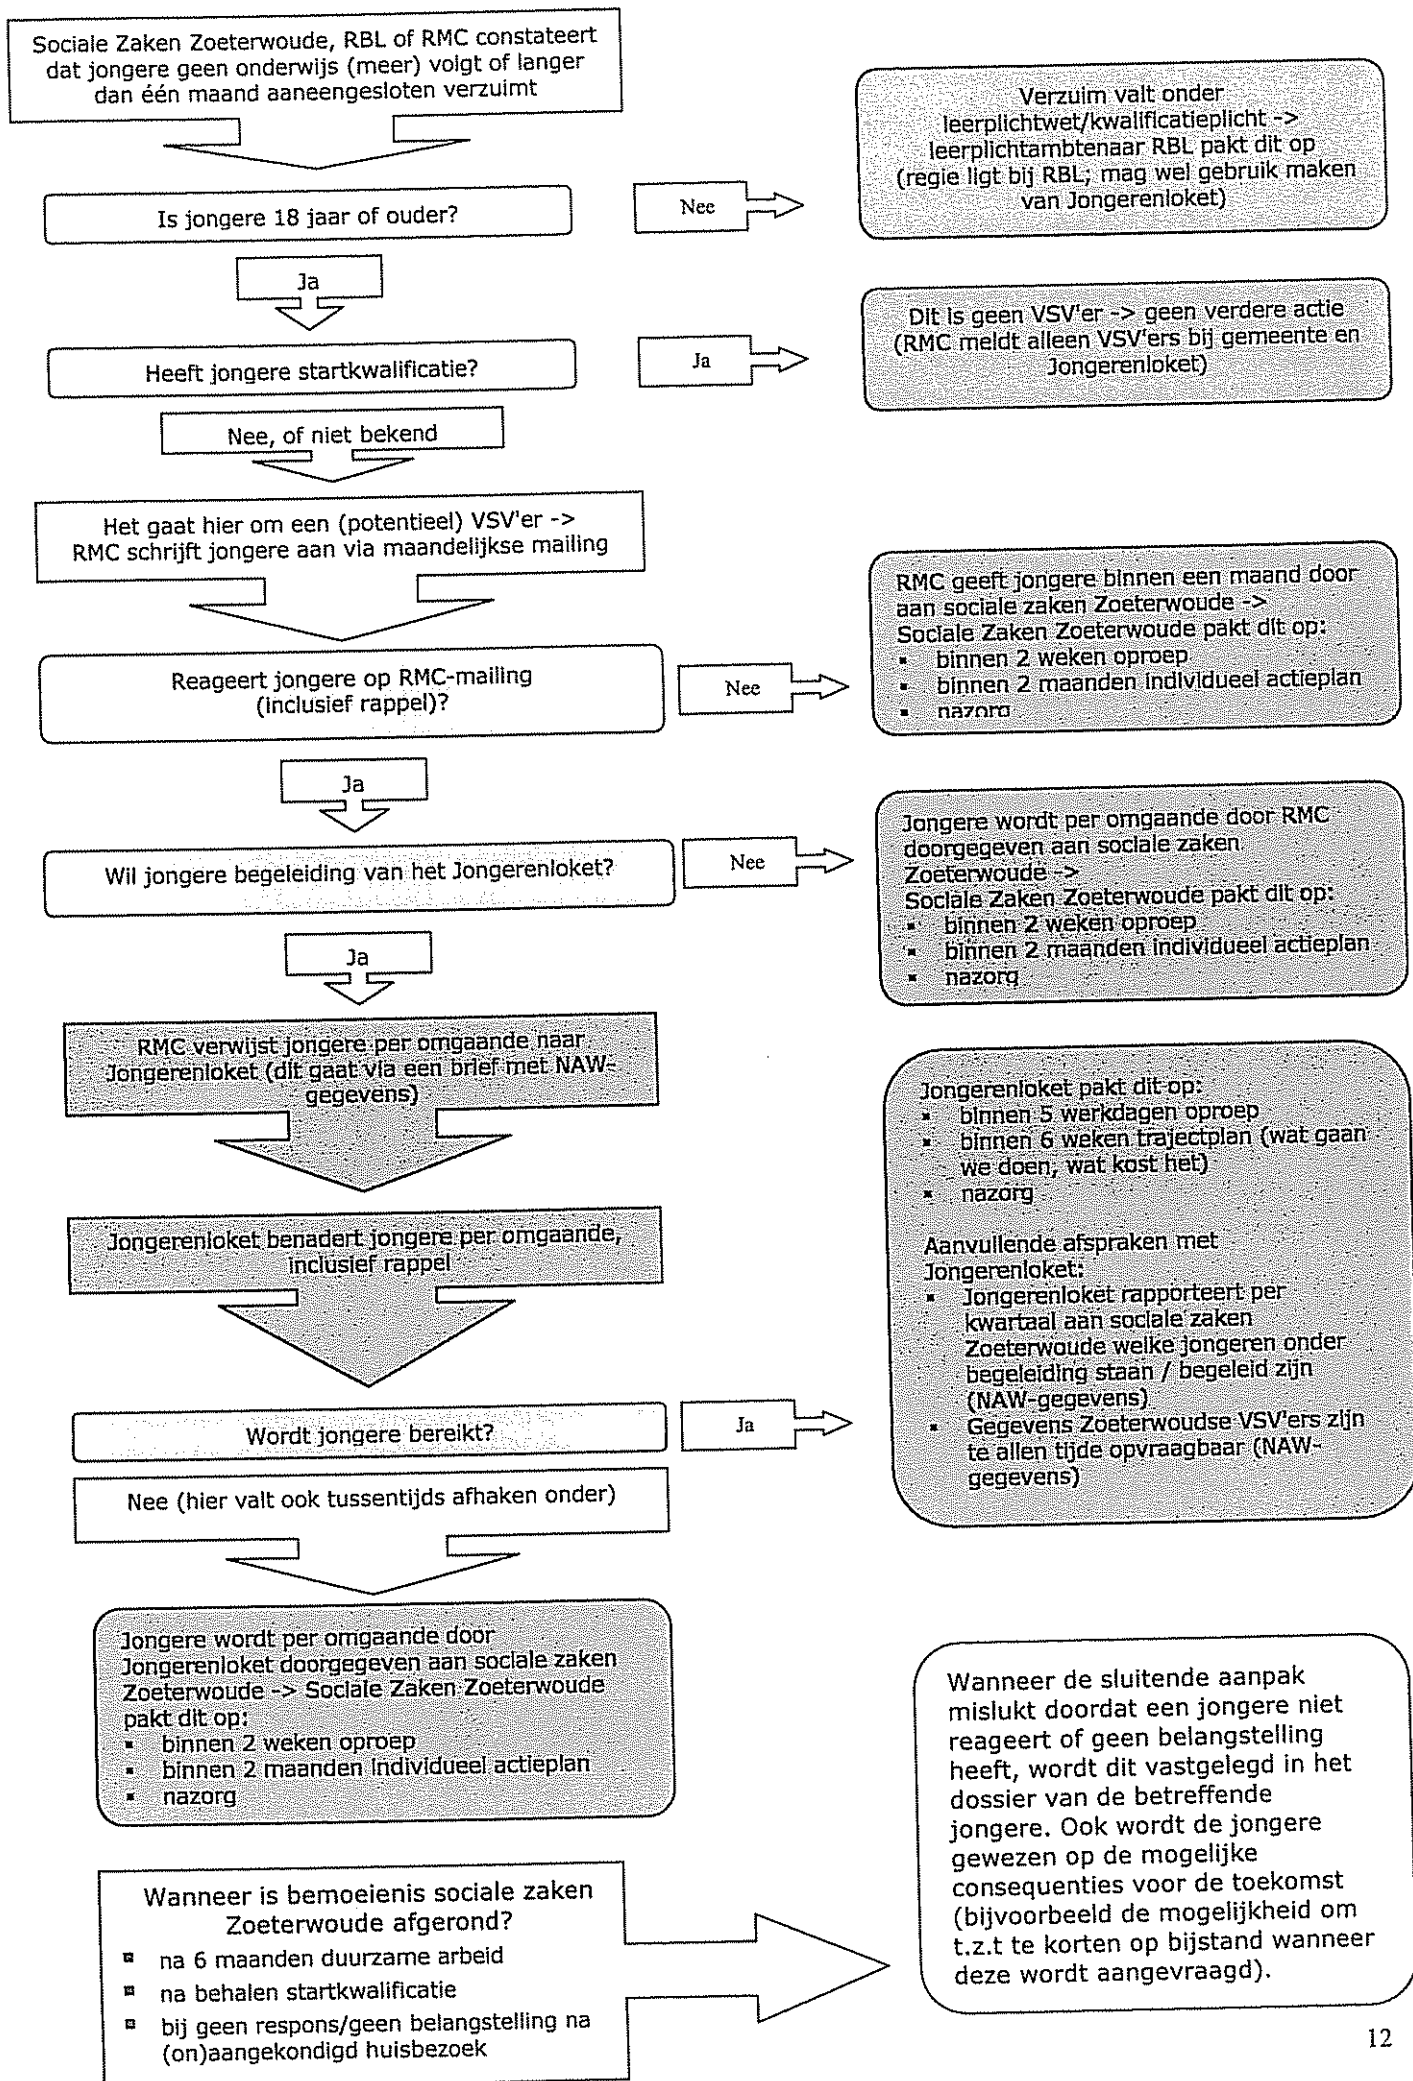 Sociale Zaken Zoeterwoude, RBL of RMC constateert
dat jongere geen onderwijs (meer) volgt of langer
dan één maand aaneengesloten verzuimt
Verzuim valt onder
leerplichtwet/kwalificatieplicht ->
leerplichtambtenaar RBL pakt dit op
(regie ligt bij RBL; mag wel gebruik maken
van Jongerenloket)
Is jongere 18 jaar of ouder?
Nee
Ja
Dit is geen VSV'er -> geen verdere actie
(RMC meldt alleen VSV'ers bij gemeente en
Jongerenloket)
Heeft jongere startkwalificatie?
Ja
Nee, of niet bekend
Het gaat hier om een (potentieel) VSV'er ->
RMC schrijft jongere aan via maandelijkse mailing
RMC geeft jongere binnen een maand door
aan sociale zaken Zoeterwoude ->
Sociale Zaken Zoeterwoude pakt dit op:
▪ binnen 2 weken oproep
▪ binnen 2 maanden individueel actieplan
▪ nazorg
Reageert jongere op RMC-mailing
(inclusief rappel)?
Nee
Ja
Jongere wordt per omgaande door RMC
doorgegeven aan sociale zaken
Zoeterwoude ->
Sociale Zaken Zoeterwoude pakt dit op:
▪ binnen 2 weken oproep
▪ binnen 2 maanden individueel actieplan
▪ nazorg
Wil jongere begeleiding van het Jongerenloket?
Nee
Ja
RMC verwijst jongere per omgaande naar
Jongerenloket (dit gaat via een brief met NAW-
gegevens)
Jongerenloket benadert jongere per omgaande,
inclusief rappel
Jongerenloket pakt dit op:
▪ binnen 5 werkdagen oproep
▪ binnen 6 weken trajectplan (wat gaan
we doen, wat kost het)
▪ nazorg
Aanvullende afspraken met
Jongerenloket:
▪ Jongerenloket rapporteert per
kwartaal aan sociale zaken
Zoeterwoude welke jongeren onder
begeleiding staan / begeleid zijn
(NAW-gegevens)
▪ Gegevens Zoeterwoudse VSV'ers zijn
te allen tijde opvraagbaar (NAW-
gegevens)
Wordt jongere bereikt?
Ja
Nee (hier valt ook tussentijds afhaken onder)
Jongere wordt per omgaande door
Jongerenloket doorgegeven aan sociale zaken
Zoeterwoude -> Sociale Zaken Zoeterwoude
pakt dit op:
▪ binnen 2 weken oproep
▪ binnen 2 maanden individueel actieplan
▪ nazorg
Wanneer de sluitende aanpak
mislukt doordat een jongere niet
reageert of geen belangstelling
heeft, wordt dit vastgelegd in het
dossier van de betreffende
jongere. Ook wordt de jongere
gewezen op de mogelijke
consequenties voor de toekomst
(bijvoorbeeld de mogelijkheid om
t.z.t te korten op bijstand wanneer
deze wordt aangevraagd).
Wanneer is bemoeienis sociale zaken
Zoeterwoude afgerond?
▪ na 6 maanden duurzame arbeid
▪ na behalen startkwalificatie
▪ bij geen respons/geen belangstelling na
(on)aangekondigd huisbezoek
12